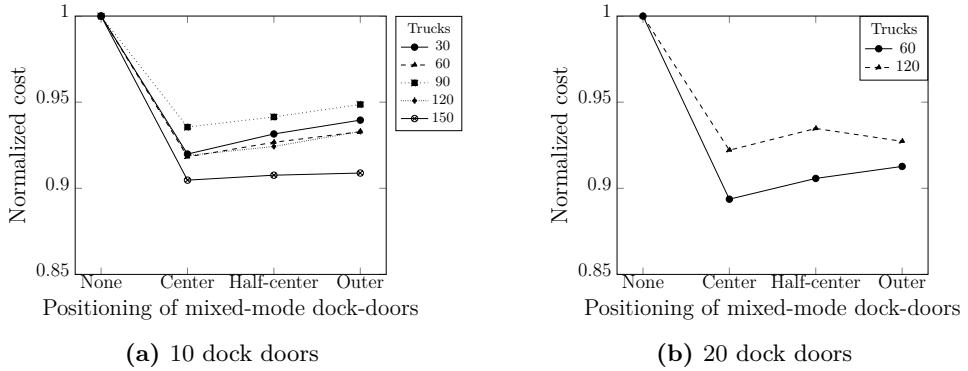 Normalized cost
1
0.95
0.9
0.85
None Center Half-center Outer
Positioning of mixed-mode dock-doors
Trucks
30
60
90
120
150
(a) 10 dock doors
Normalized cost
1
0.95
0.9
0.85
None Center Half-center Outer
Positioning of mixed-mode dock-doors
Trucks
60
120
(b) 20 dock doors